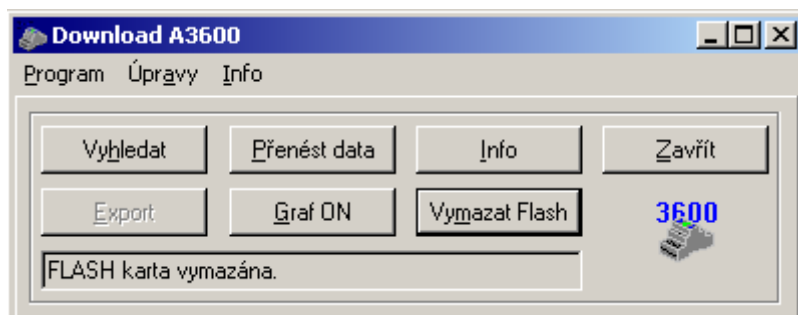 Download A3600
Program Úpravy Info
Vyhledat Přenést data Info Zavřít
Export Graf ON Vymazat Flash 3600
FLASH karta vymazána.